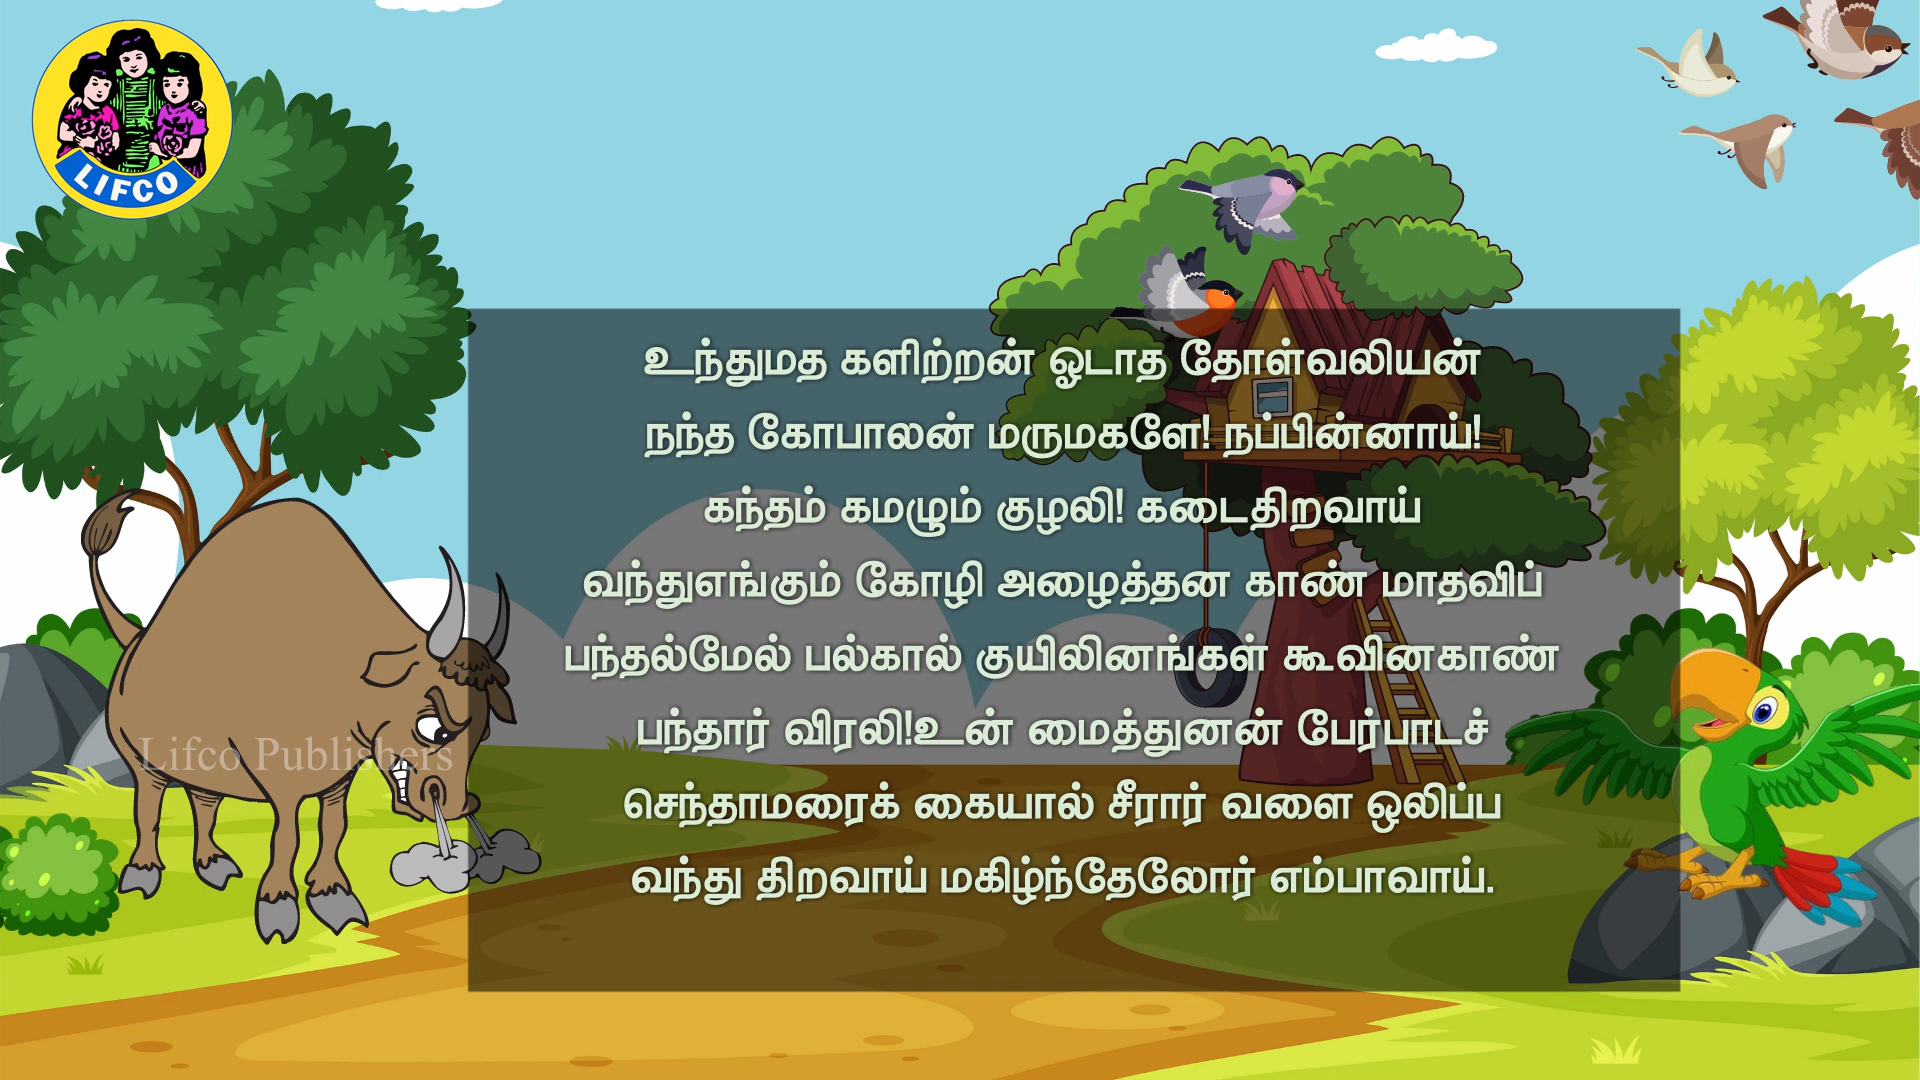 LIFCO
உந்துமத களிற்றன் ஓடாத தோள்வலியன்
நந்த கோபாலன் மருமகளே! நப்பின்னாய்!
கந்தம் கமழும் குழலி! கடைதிறவாய்
வந்துஎங்கும் கோழி அழைத்தன காண் மாதவிப்
பந்தல்மேல் பல்கால் குயிலினங்கள் கூவினகாண்
பந்தார் விரலி!உன் மைத்துனன் பேர்பாடச்
செந்தாமரைக் கையால் சீரார் வளை ஒலிப்ப
வந்து திறவாய் மகிழ்ந்தேலோர் எம்பாவாய்.
Lifco Publishers